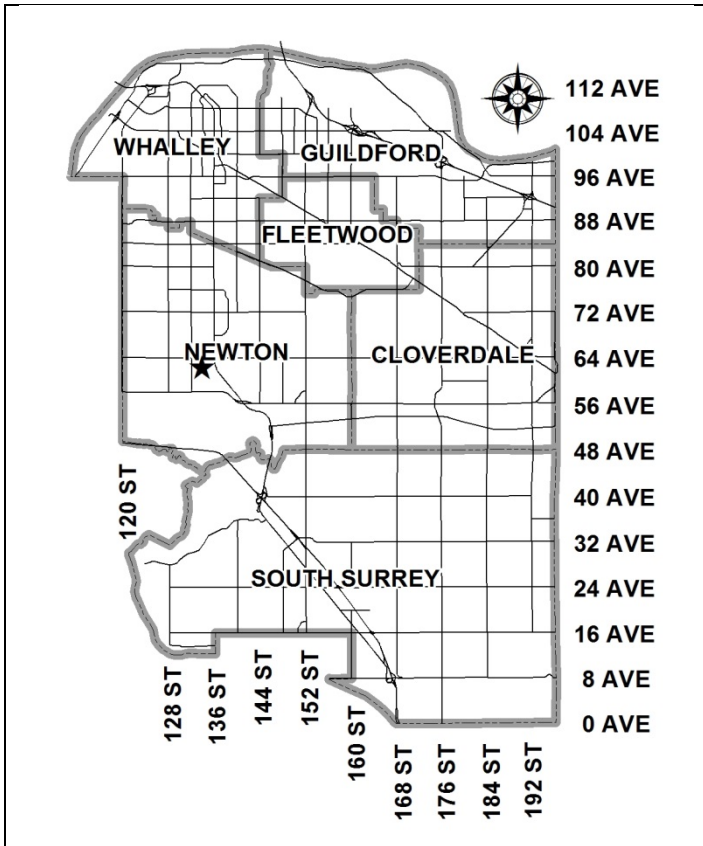 112 AVE
104 AVE
WHALLEY
GUILDFORD
96 AVE
88 AVE
FLEETWOOD
80 AVE
72 AVE
NEWTON
CLOVERDALE
64 AVE
56 AVE
48 AVE
120 ST
40 AVE
32 AVE
SOUTH SURREY
24 AVE
16 AVE
8 AVE
0 AVE
128 ST
136 ST
144 ST
152 ST
160 ST
168 ST
176 ST
184 ST
192 ST